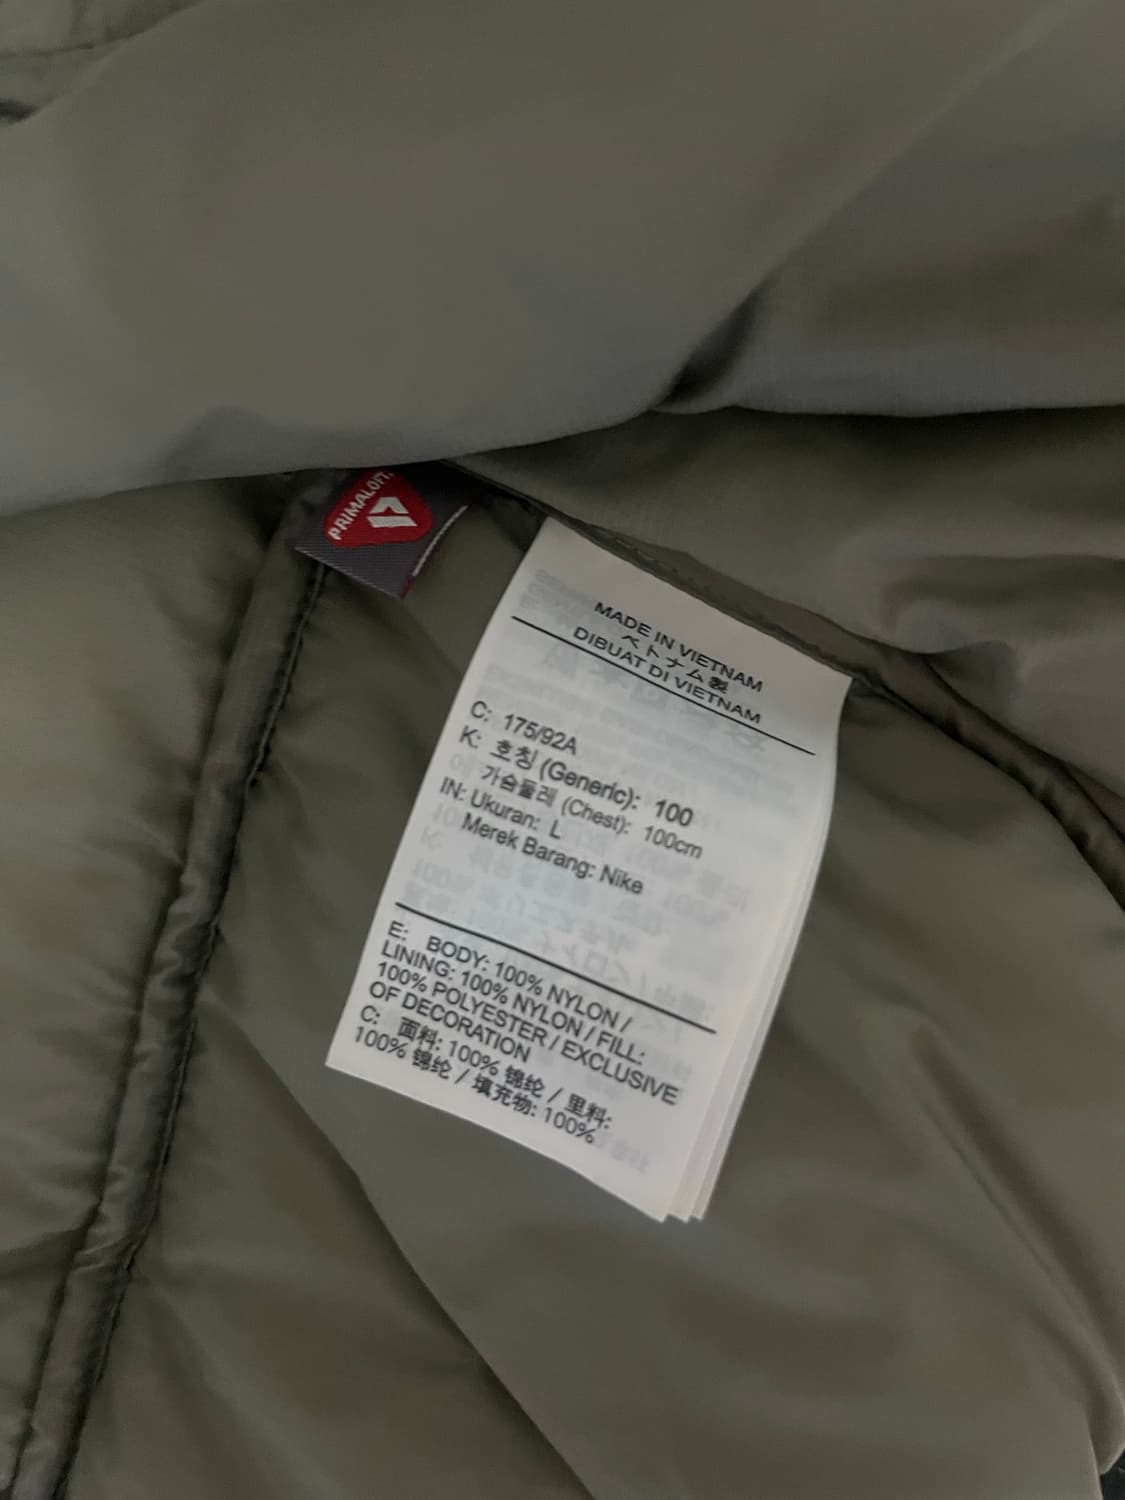 PRIMALOFT
MADE IN VIETNAM
ベトナム製
DIBUAT DI VIETNAM
C: 175/92A
K: 호칭 (Generic): 100
가슴둘레 (Chest): 100cm
IN: Ukuran: L
Merek Barang: Nike
E: BODY: 100% NYLON /
LINING: 100% NYLON / FILL:
100% POLYESTER / EXCLUSIVE
OF DECORATION
C: 面料: 100% 锦纶 / 里料:
100% 锦纶 / 填充物: 100%